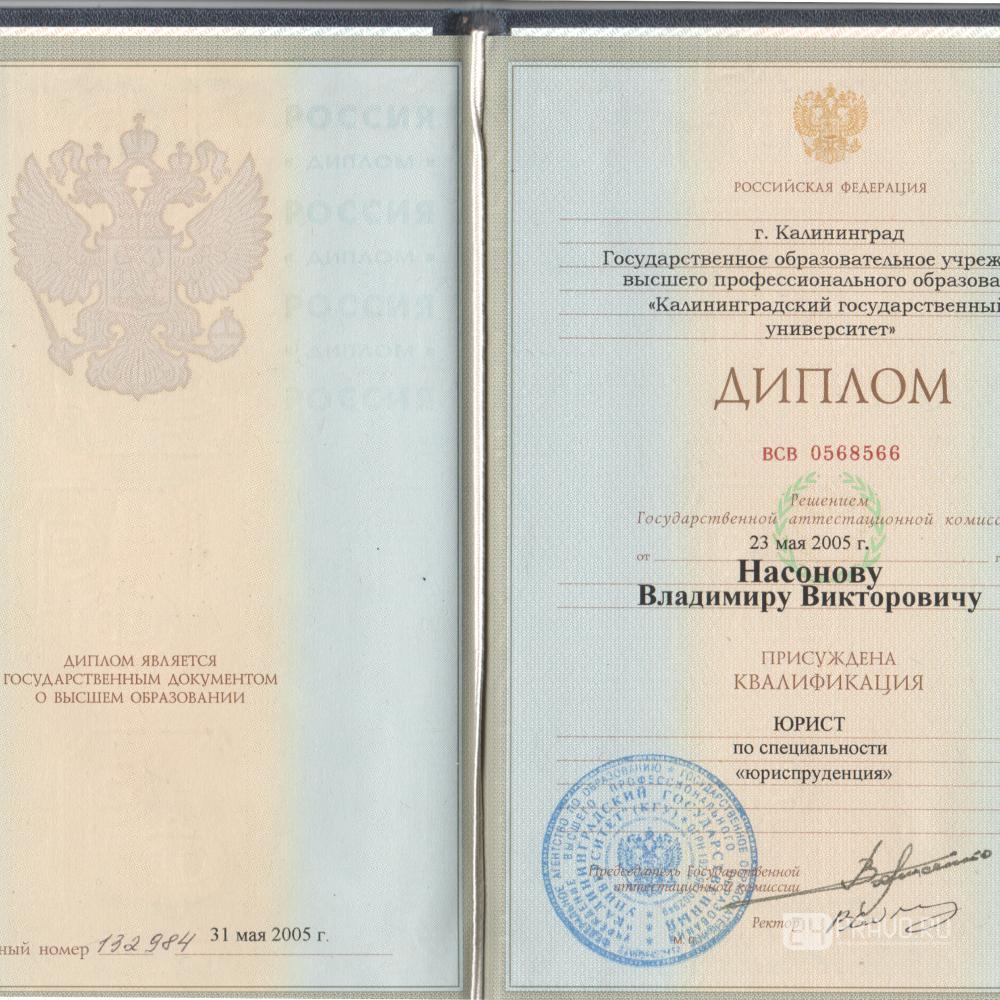 РОССИЯ
ДИПЛОМ
РОССИЯ
ДИПЛОМ
РОССИЯ
ДИПЛОМ
РОССИЯ
ДИПЛОМ ЯВЛЯЕТСЯ
ГОСУДАРСТВЕННЫМ ДОКУМЕНТОМ
О ВЫСШЕМ ОБРАЗОВАНИИ
ный номер 132984 31 мая 2005 г.
РОССИЙСКАЯ ФЕДЕРАЦИЯ
г. Калининград
Государственное образовательное учреж
высшего профессионального образова
«Калининградский государственный
университет»
ДИПЛОМ
ВСВ 0568566
Решением
Государственной аттестационной комисс
23 мая 2005 г.
от г
Насонову
Владимиру Викторовичу
ПРИСУЖДЕНА
КВАЛИФИКАЦИЯ
ЮРИСТ
по специальности
«юриспруденция»
Председатель Государственной
аттестационной комиссии
Ректор
М. П.